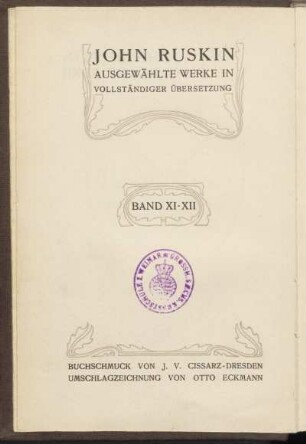 JOHN RUSKIN
AUSGEWÄHLTE WERKE IN
VOLLSTÄNDIGER ÜBERSETZUNG
BAND XI-XII
BUCHSCHMUCK VON J. V. CISSARZ-DRESDEN
UMSCHLAGZEICHNUNG VON OTTO ECKMANN